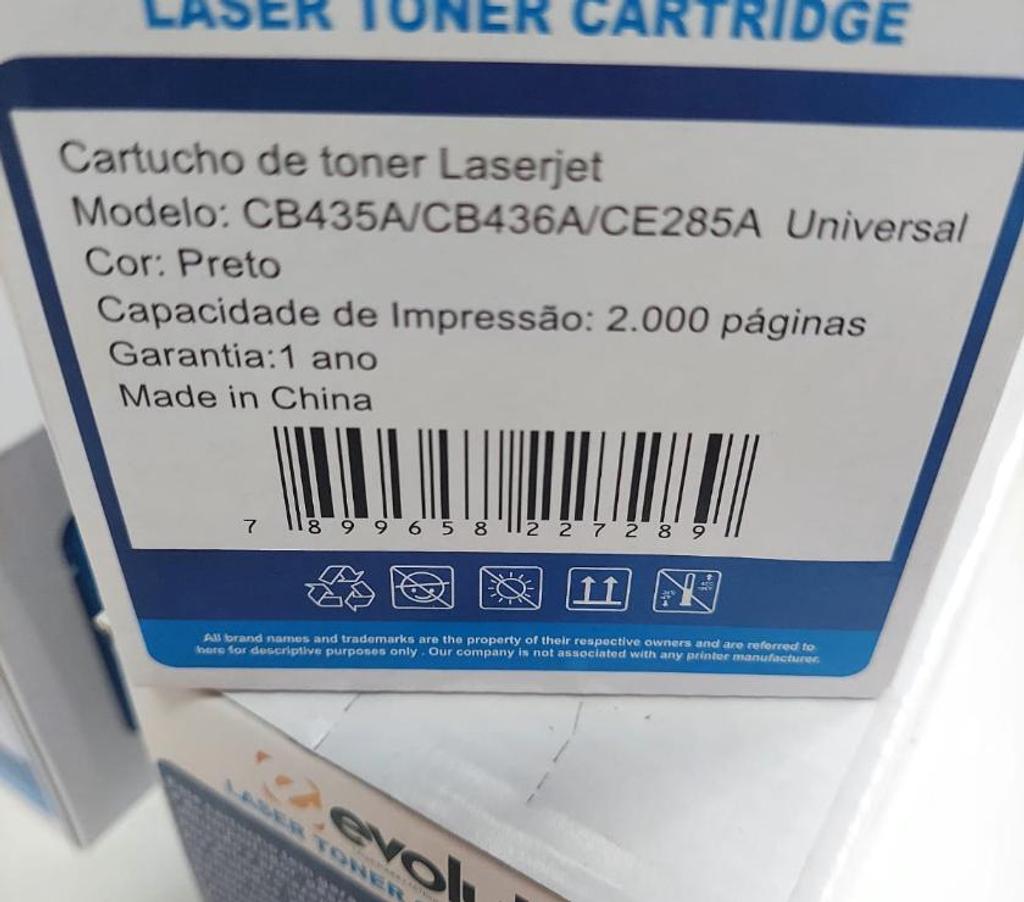 LASER TONER CARTRIDGE
Cartucho de toner Laserjet
Modelo: CB435A/CB436A/CE285A Universal
Cor: Preto
Capacidade de Impressão: 2.000 páginas
Garantia:1 ano
Made in China
7 899658 227289
All brand names and trademarks are the property of their respective owners and are referred to
here for descriptive purposes only . Our company is not associated with any printer manufacturer.
evolu
LASER TONER